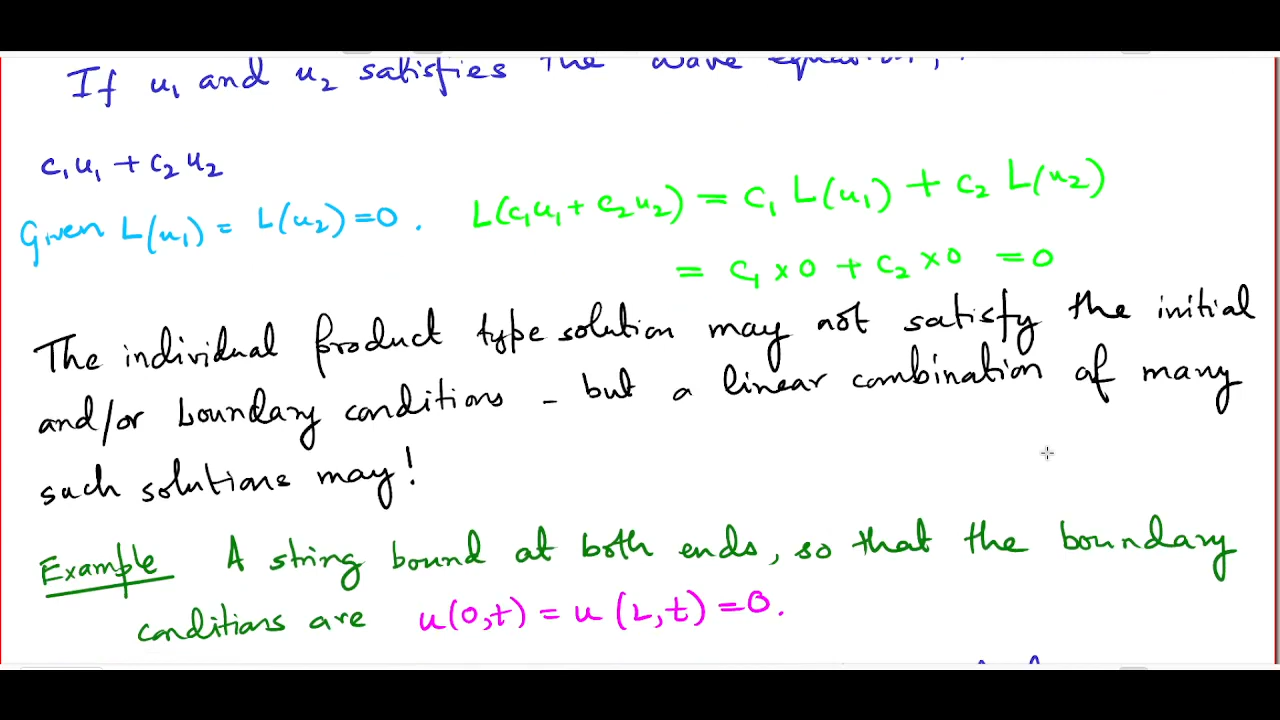 If u₁ and u₂ satisfies the wave equation,
c₁u₁ + c₂u₂
Given L(u₁) = L(u₂) = 0 . L(c₁u₁ + c₂u₂) = c₁ L(u₁) + c₂ L(u₂)
= c₁ × 0 + c₂ × 0 = 0
The individual product type solution may not satisfy the initial
and/or boundary conditions - but a linear combination of many
such solutions may!
Example A string bound at both ends, so that the boundary
conditions are u(0,t) = u(L,t) = 0.